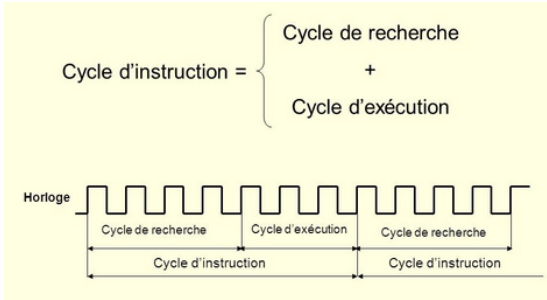 Cycle de recherche
Cycle d'instruction =
+
Cycle d'exécution
Horloge
Cycle de recherche
Cycle d'exécution
Cycle de recherche
Cycle d'instruction
Cycle d'instruction